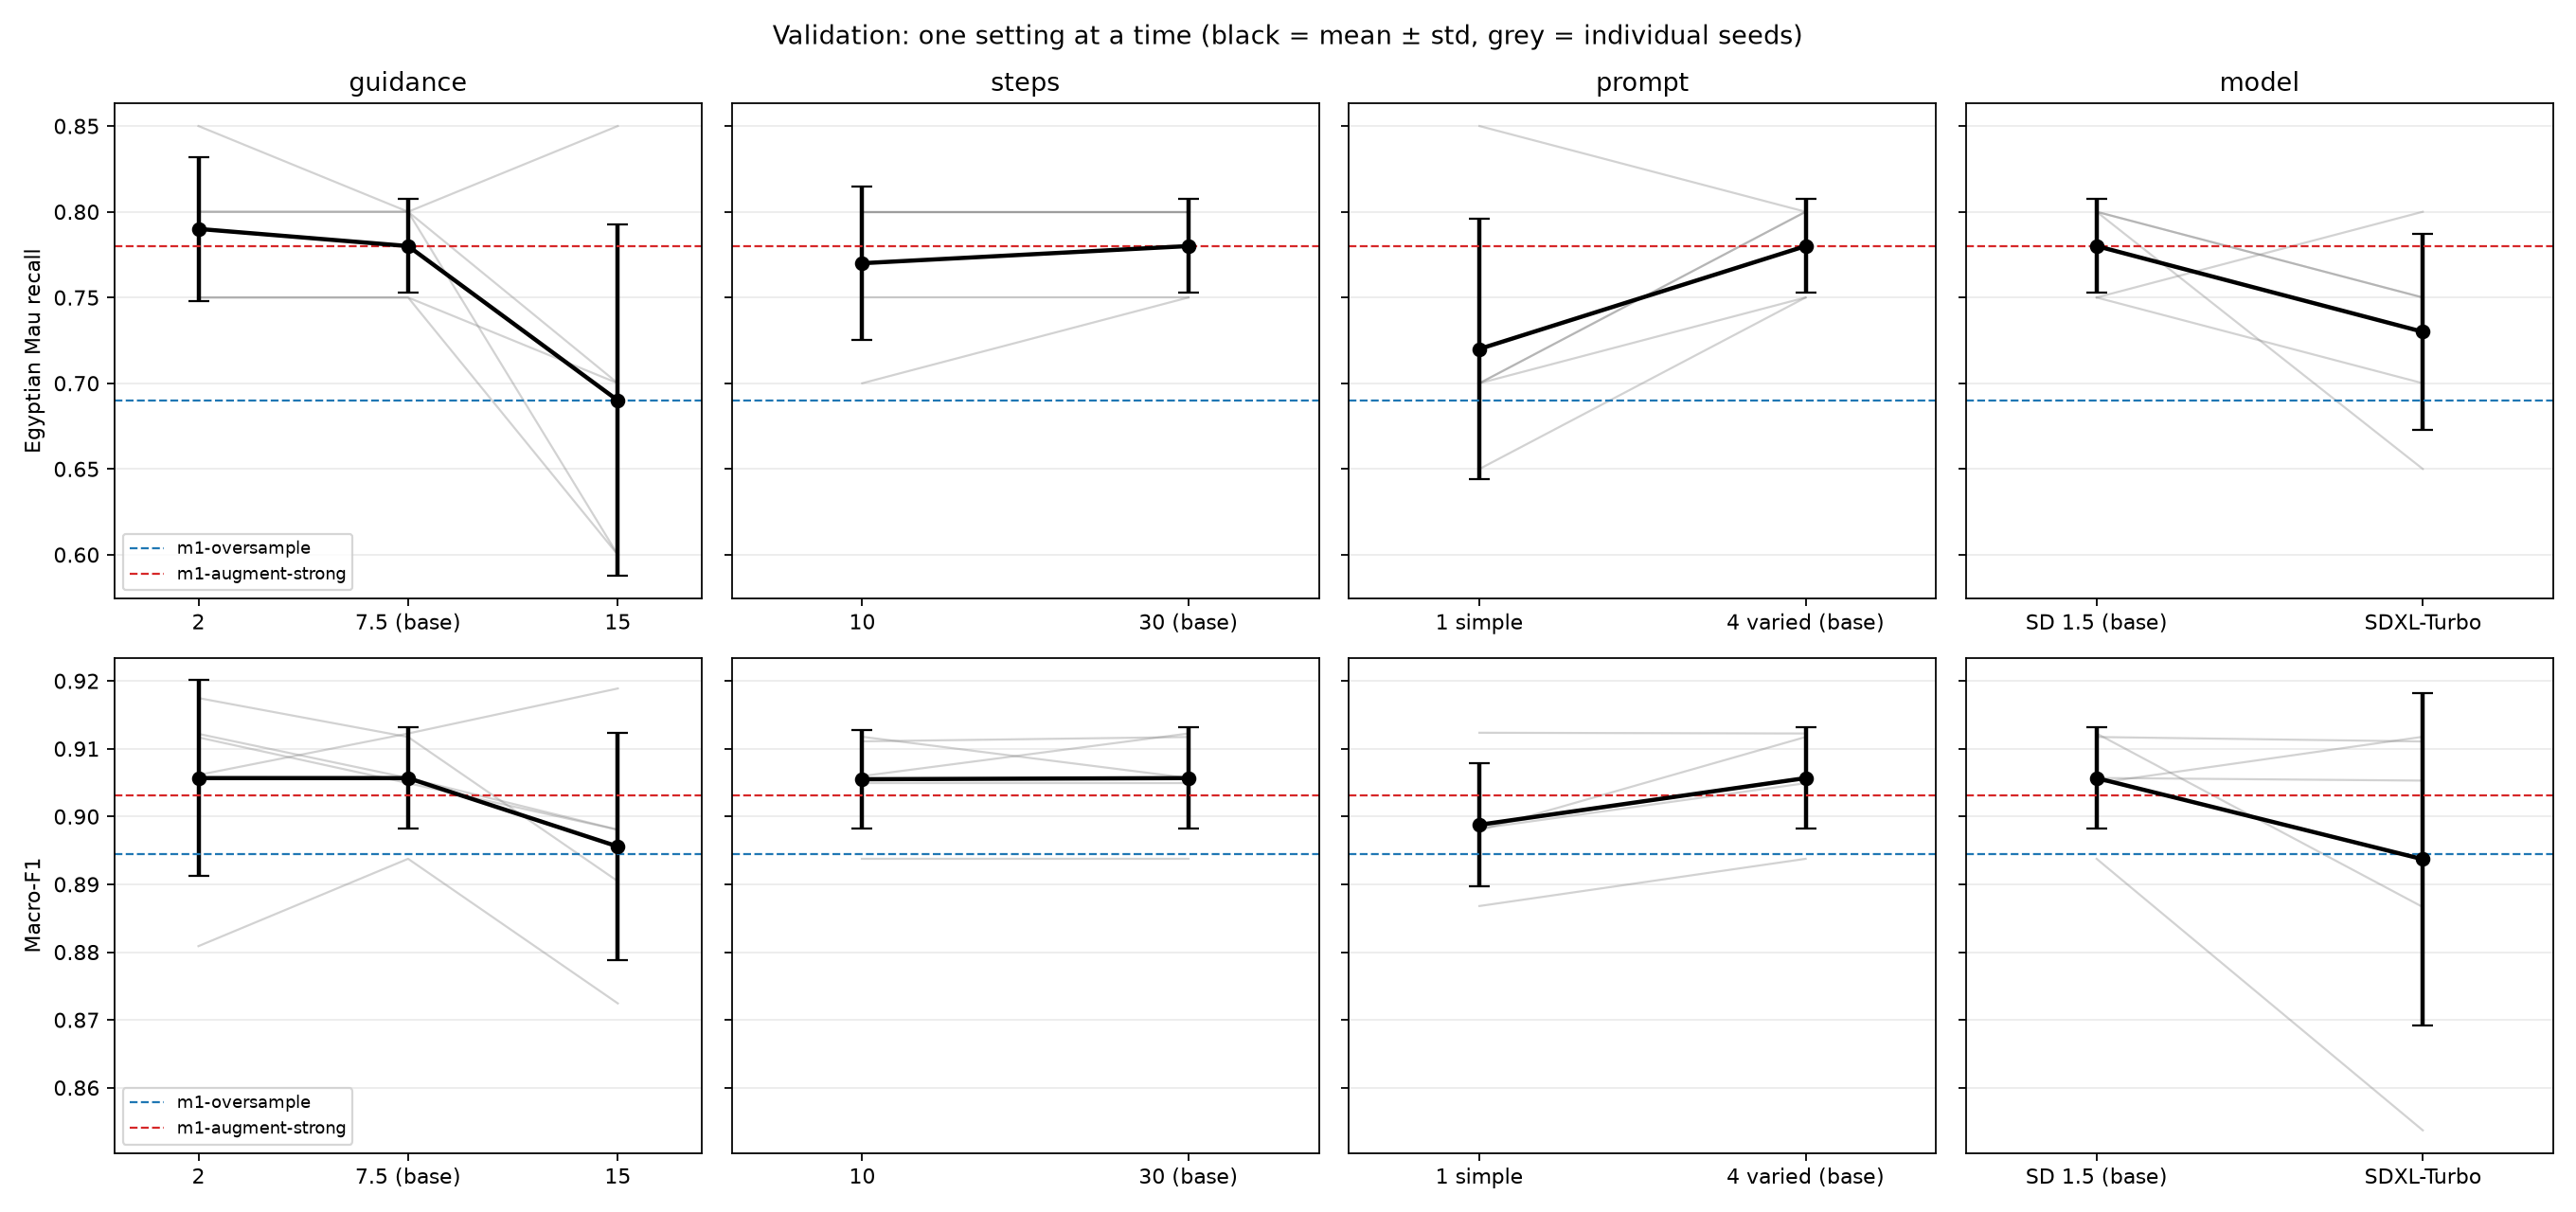 Validation: one setting at a time (black = mean ± std, grey = individual seeds)
guidance
steps
prompt
model
Egyptian Mau recall
0.85
0.80
0.75
0.70
0.65
0.60
m1-oversample
m1-augment-strong
2
7.5 (base)
15
10
30 (base)
1 simple
4 varied (base)
SD 1.5 (base)
SDXL-Turbo
Macro-F1
0.92
0.91
0.90
0.89
0.88
0.87
0.86
m1-oversample
m1-augment-strong
2
7.5 (base)
15
10
30 (base)
1 simple
4 varied (base)
SD 1.5 (base)
SDXL-Turbo